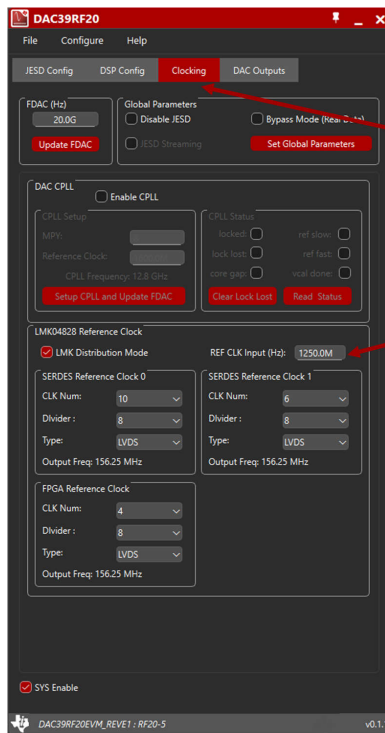 DAC39RF20
File Configure Help
JESD Config DSP Config Clocking DAC Outputs
FDAC (Hz) Global Parameters
20.0G Disable JESD Bypass Mode (Real Data)
Update FDAC JESD Streaming Set Global Parameters
DAC CPLL
Enable CPLL
CPLL Setup CPLL Status
MPY: locked: ref slow:
Reference Clock: lock lost: ref fast:
CPLL Frequency: 12.8 GHz core gap: vcal done:
Setup CPLL and Update FDAC Clear Lock Lost Read Status
LMK04828 Reference Clock
LMK Distribution Mode REF CLK Input (Hz): 1250.0M
SERDES Reference Clock 0 SERDES Reference Clock 1
CLK Num: 10 CLK Num: 6
DIvider : 8 DIvider : 8
Type: LVDS Type: LVDS
Output Freq: 156.25 MHz Output Freq: 156.25 MHz
FPGA Reference Clock
CLK Num: 4
DIvider : 8
Type: LVDS
Output Freq: 156.25 MHz
SYS Enable
DAC39RF20EVM_REVE1 : RF20-5